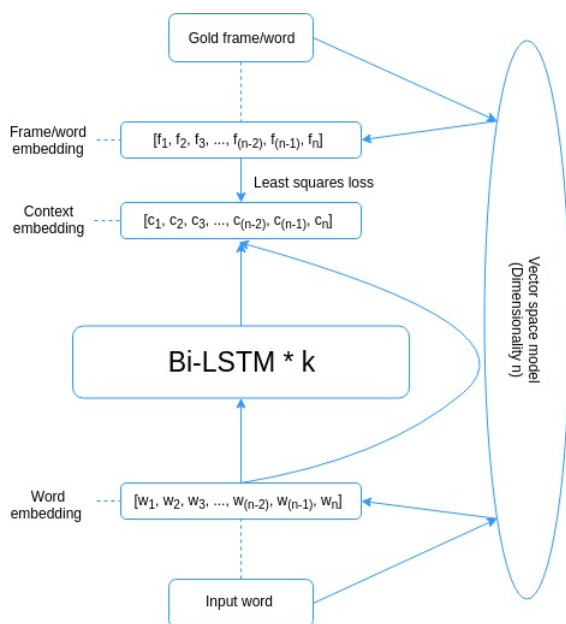 Gold frame/word
Frame/word
embedding
[f1, f2, f3, ..., f(n-2), f(n-1), fn]
Least squares loss
Context
embedding
[c1, c2, c3, ..., c(n-2), c(n-1), cn]
Vector space model
(Dimensionality n)
Bi-LSTM * k
Word
embedding
[w1, w2, w3, ..., w(n-2), w(n-1), wn]
Input word